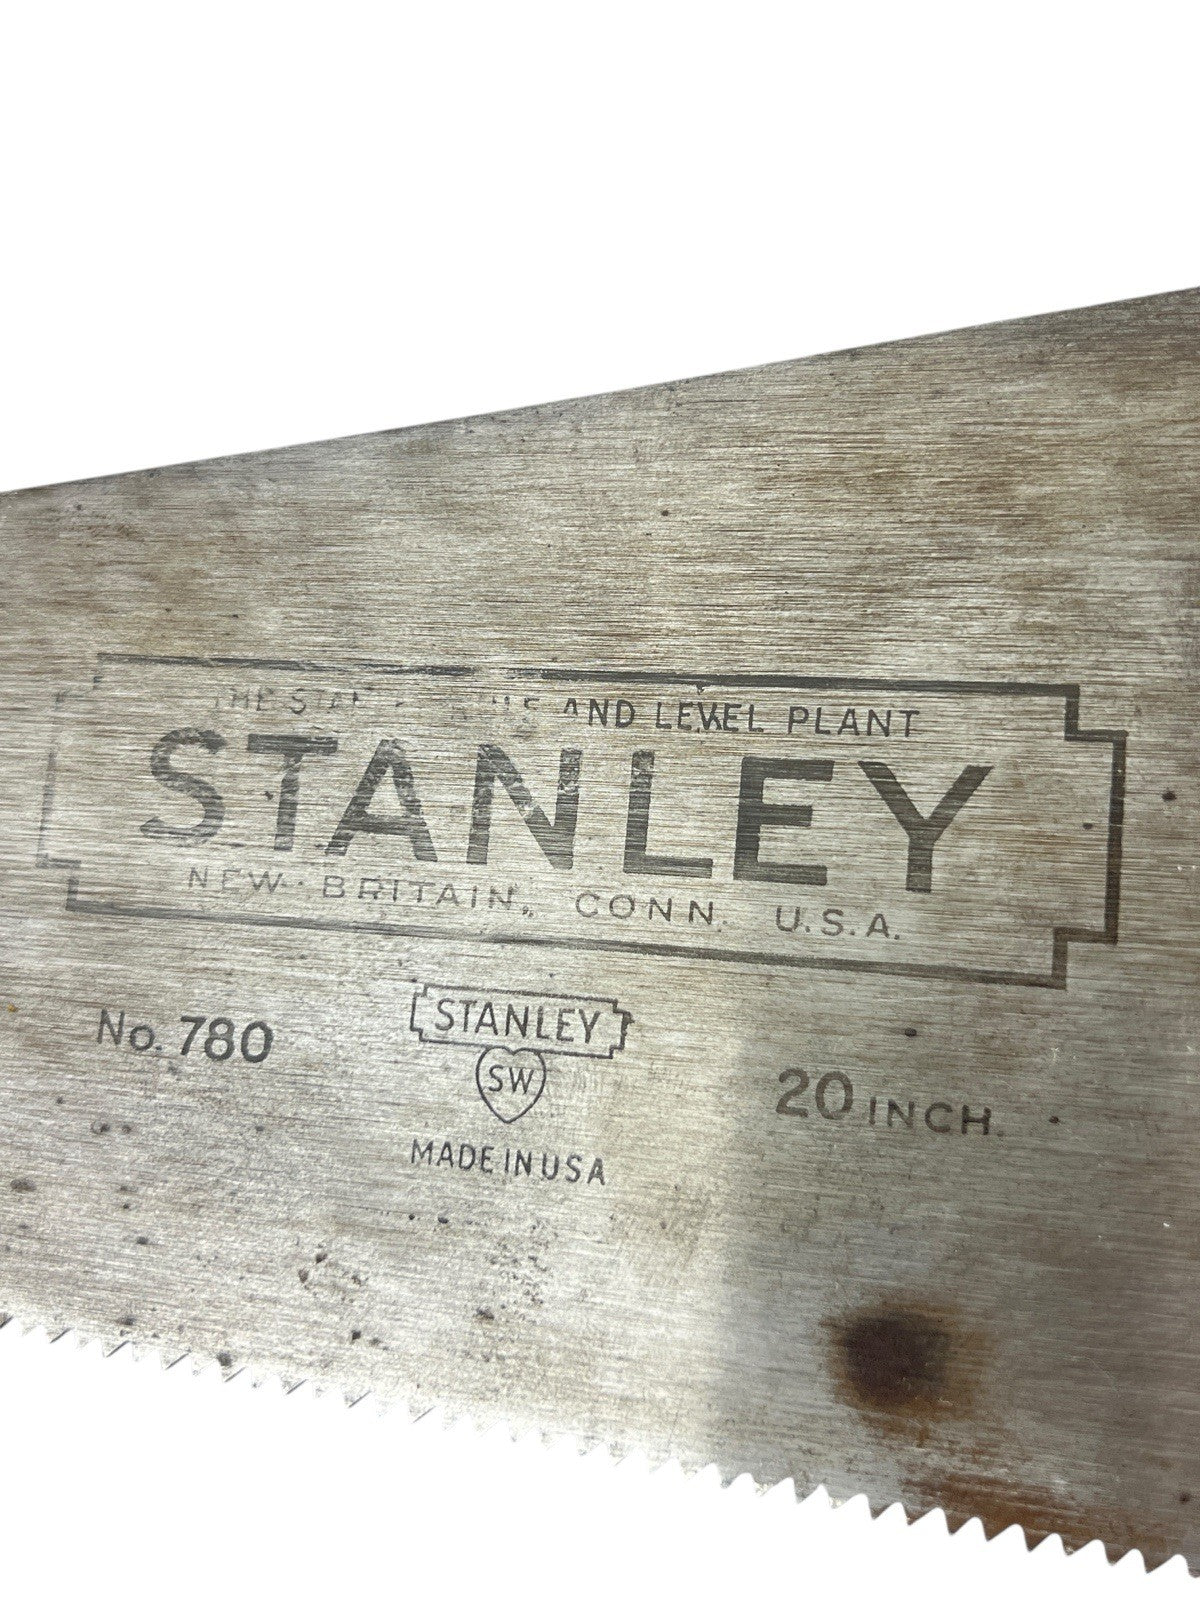 THE AND LEVEL PLANT
STANLEY
NEW BRITAIN, CONN. U.S.A.
No. 780
STANLEY
SW
MADE IN USA
20 INCH.